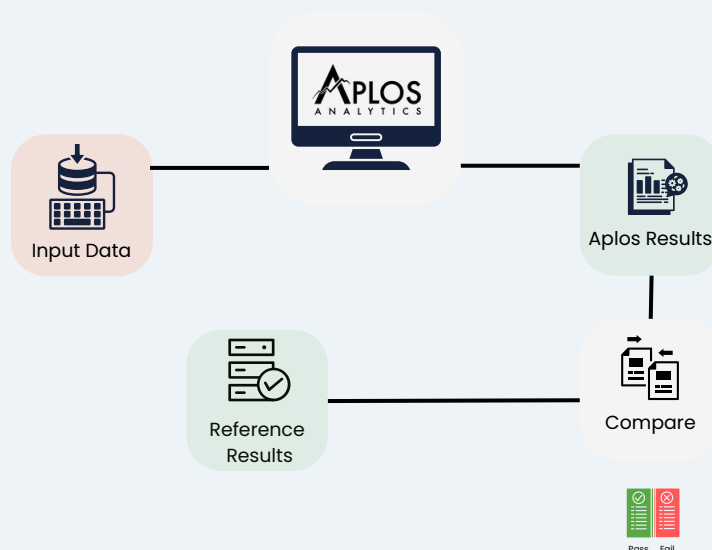 APLOS
ANALYTICS
Input Data
Aplos Results
Compare
Reference
Results
Pass Fail